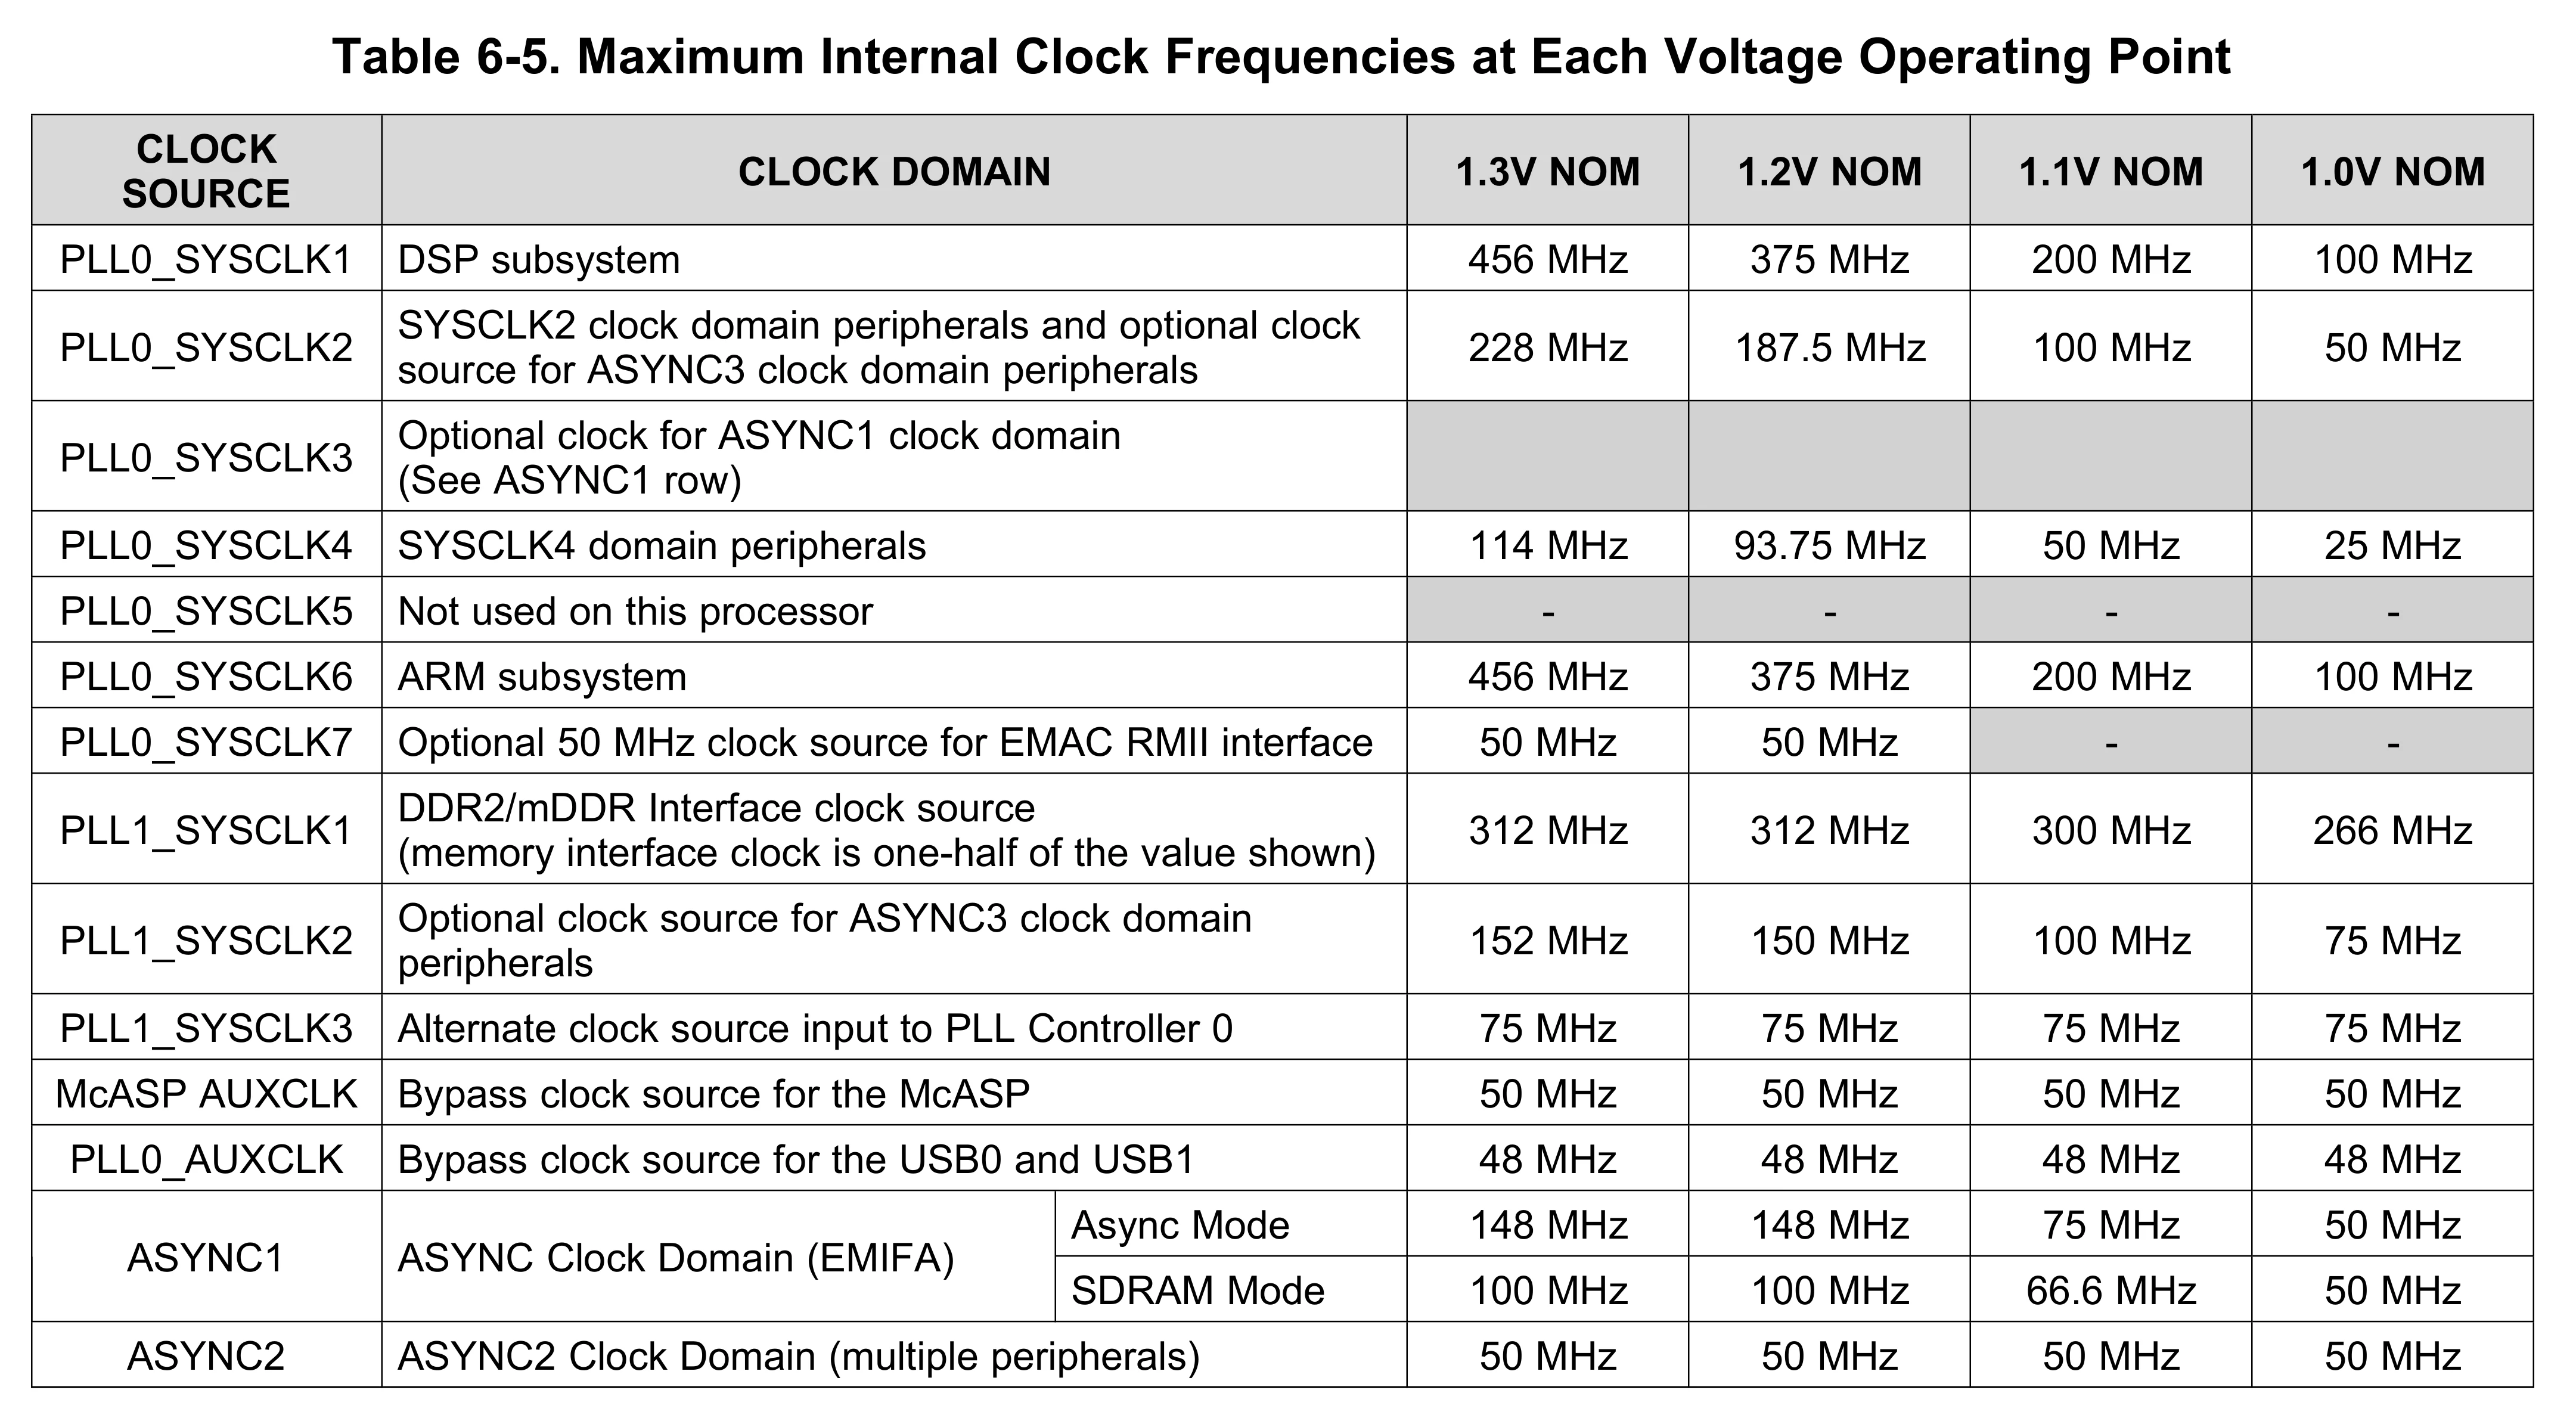 Table 6-5. Maximum Internal Clock Frequencies at Each Voltage Operating Point
CLOCK SOURCE CLOCK DOMAIN 1.3V NOM 1.2V NOM 1.1V NOM 1.0V NOM
PLL0_SYSCLK1 DSP subsystem 456 MHz 375 MHz 200 MHz 100 MHz
PLL0_SYSCLK2 SYSCLK2 clock domain peripherals and optional clock source for ASYNC3 clock domain peripherals 228 MHz 187.5 MHz 100 MHz 50 MHz
PLL0_SYSCLK3 Optional clock for ASYNC1 clock domain (See ASYNC1 row)
PLL0_SYSCLK4 SYSCLK4 domain peripherals 114 MHz 93.75 MHz 50 MHz 25 MHz
PLL0_SYSCLK5 Not used on this processor - - - -
PLL0_SYSCLK6 ARM subsystem 456 MHz 375 MHz 200 MHz 100 MHz
PLL0_SYSCLK7 Optional 50 MHz clock source for EMAC RMII interface 50 MHz 50 MHz - -
PLL1_SYSCLK1 DDR2/mDDR Interface clock source (memory interface clock is one-half of the value shown) 312 MHz 312 MHz 300 MHz 266 MHz
PLL1_SYSCLK2 Optional clock source for ASYNC3 clock domain peripherals 152 MHz 150 MHz 100 MHz 75 MHz
PLL1_SYSCLK3 Alternate clock source input to PLL Controller 0 75 MHz 75 MHz 75 MHz 75 MHz
McASP AUXCLK Bypass clock source for the McASP 50 MHz 50 MHz 50 MHz 50 MHz
PLL0_AUXCLK Bypass clock source for the USB0 and USB1 48 MHz 48 MHz 48 MHz 48 MHz
ASYNC1 ASYNC Clock Domain (EMIFA) Async Mode 148 MHz 148 MHz 75 MHz 50 MHz
SDRAM Mode 100 MHz 100 MHz 66.6 MHz 50 MHz
ASYNC2 ASYNC2 Clock Domain (multiple peripherals) 50 MHz 50 MHz 50 MHz 50 MHz